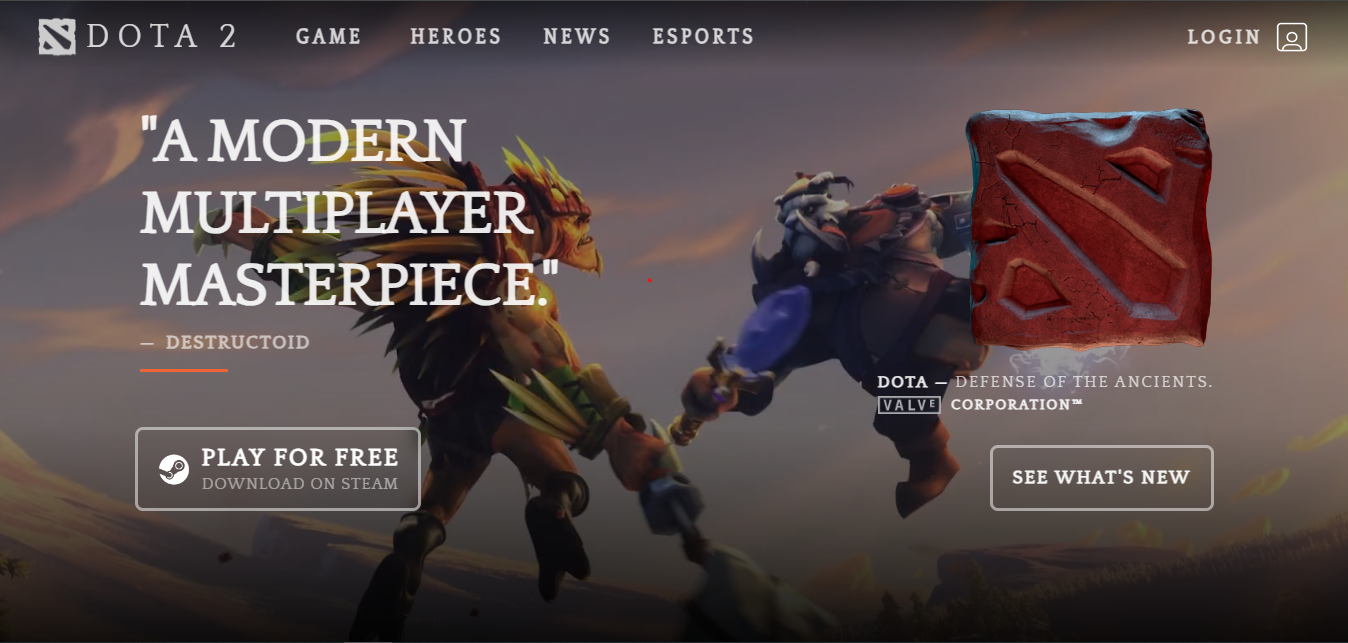 DOTA 2
GAME
HEROES
NEWS
ESPORTS
LOGIN
"A MODERN
MULTIPLAYER
MASTERPIECE."
— DESTRUCTOID
PLAY FOR FREE
DOWNLOAD ON STEAM
DOTA — DEFENSE OF THE ANCIENTS.
VALVE CORPORATION™
SEE WHAT'S NEW